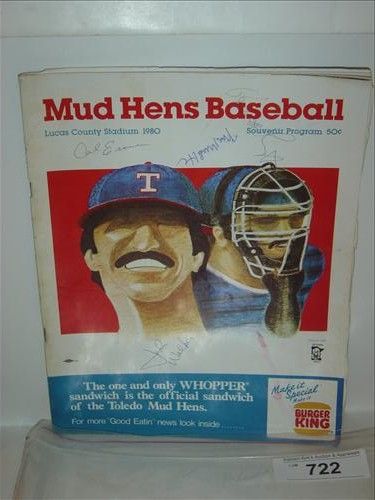 Mud Hens Baseball
Lucas County Stadium 1980
Souvenir Program 50¢
T
The one and only WHOPPER®
sandwich is the official sandwich
of the Toledo Mud Hens.
For more 'Good Eatin' news look inside
Make it
Special
Make it
BURGER
KING
722